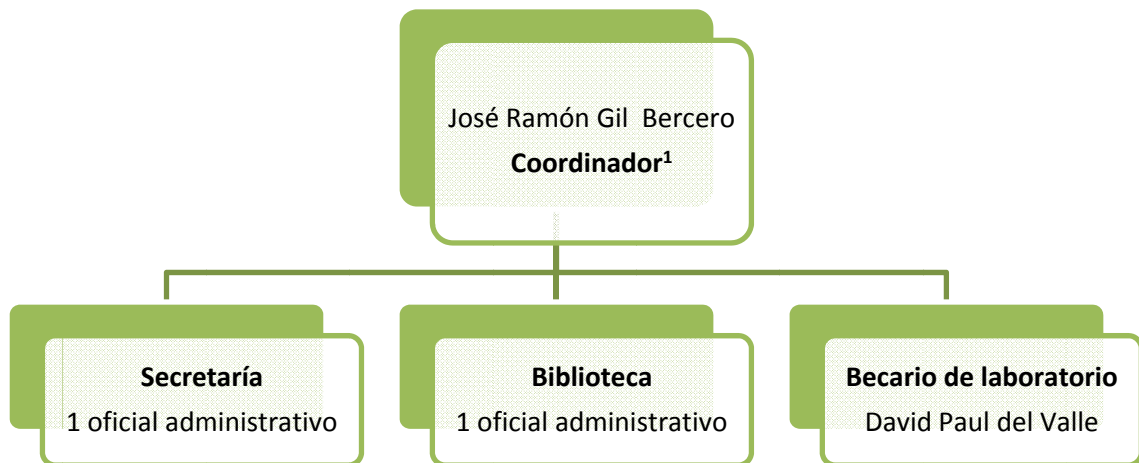 José Ramón Gil Bercero
Coordinador¹
Secretaría
1 oficial administrativo
Biblioteca
1 oficial administrativo
Becario de laboratorio
David Paul del Valle